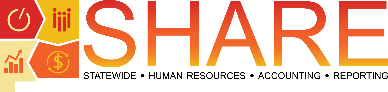 SHARE
STATEWIDE • HUMAN RESOURCES • ACCOUNTING • REPORTING